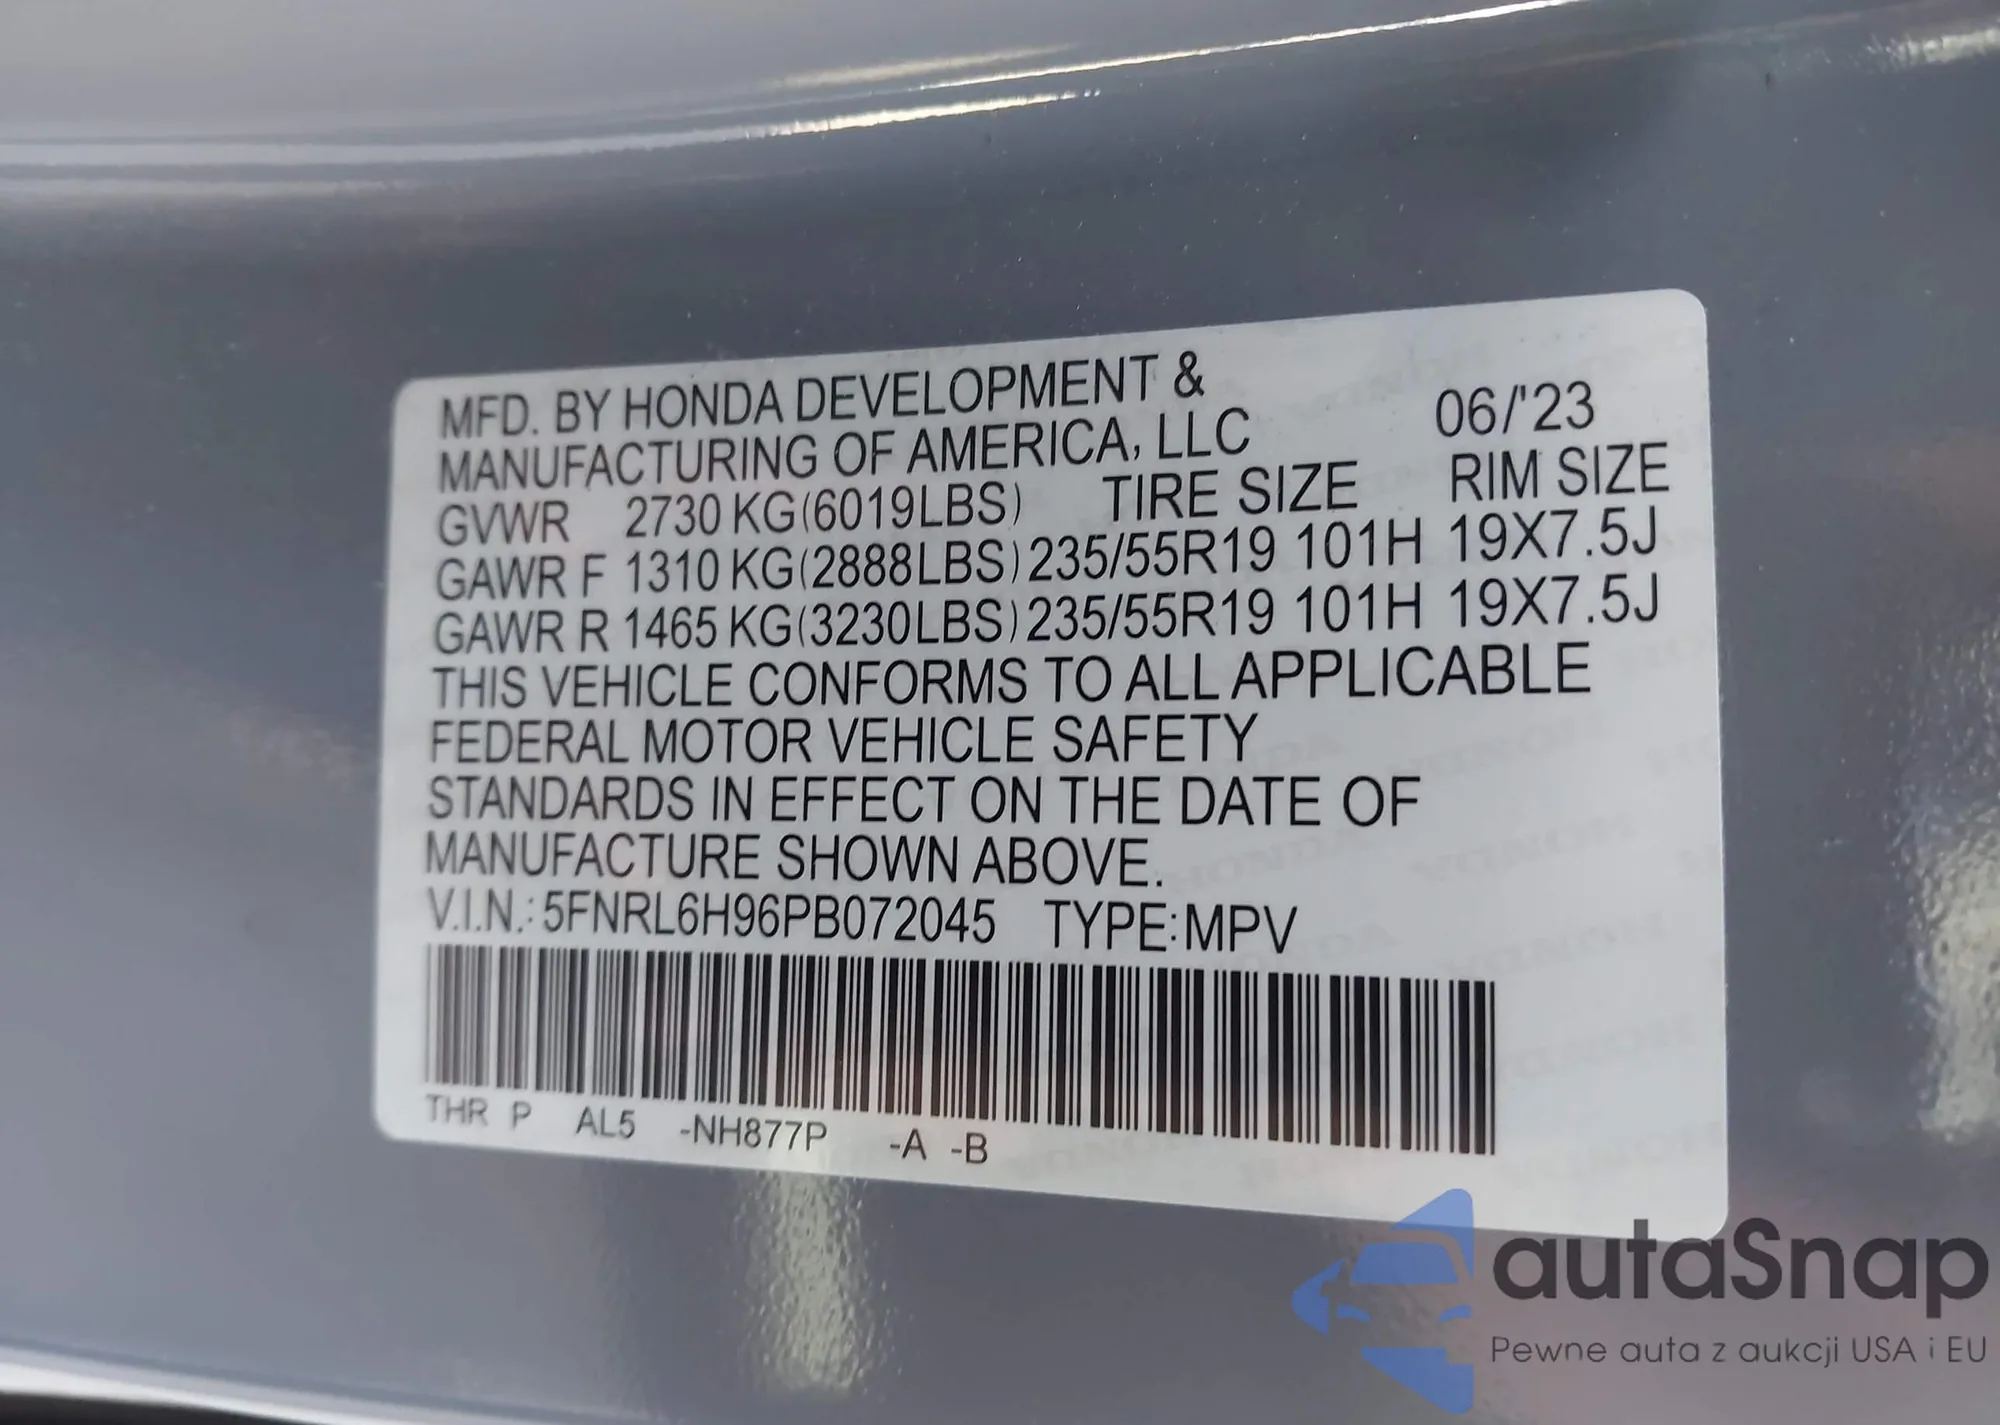 MFD. BY HONDA DEVELOPMENT &
MANUFACTURING OF AMERICA, LLC 06/'23
GVWR 2730 KG(6019LBS) TIRE SIZE RIM SIZE
GAWR F 1310 KG(2888LBS) 235/55R19 101H 19X7.5J
GAWR R 1465 KG(3230LBS) 235/55R19 101H 19X7.5J
THIS VEHICLE CONFORMS TO ALL APPLICABLE
FEDERAL MOTOR VEHICLE SAFETY
STANDARDS IN EFFECT ON THE DATE OF
MANUFACTURE SHOWN ABOVE.
V.I.N.: 5FNRL6H96PB072045 TYPE: MPV
THR P AL5 -NH877P -A -B
autaSnap
Pewne auta z aukcji USA i EU